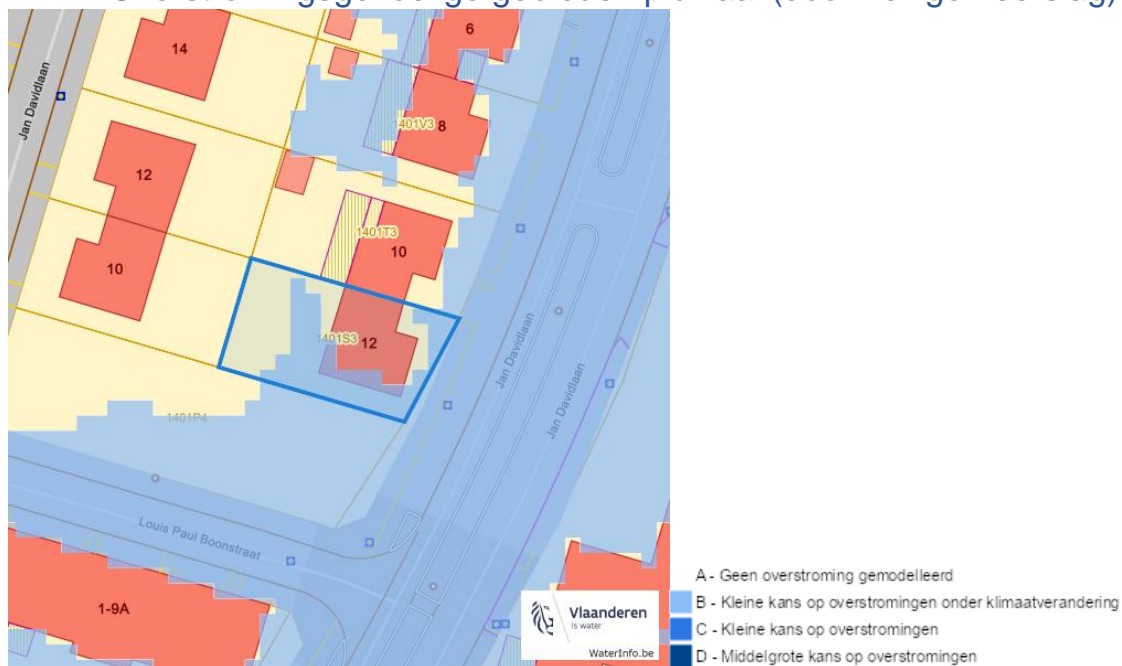 14
6
Jan Davidlaan
1401V3
8
12
1401T3
10
10
1401S3
12
Jan Davidlaan
Jan Davidlaan
1401P4
Louis Paul Boonstraat
1-9A
Vlaanderen
is water
WaterInfo.be
A - Geen overstroming gemodelleerd
B - Kleine kans op overstromingen onder klimaatverandering
C - Kleine kans op overstromingen
D - Middelgrote kans op overstromingen